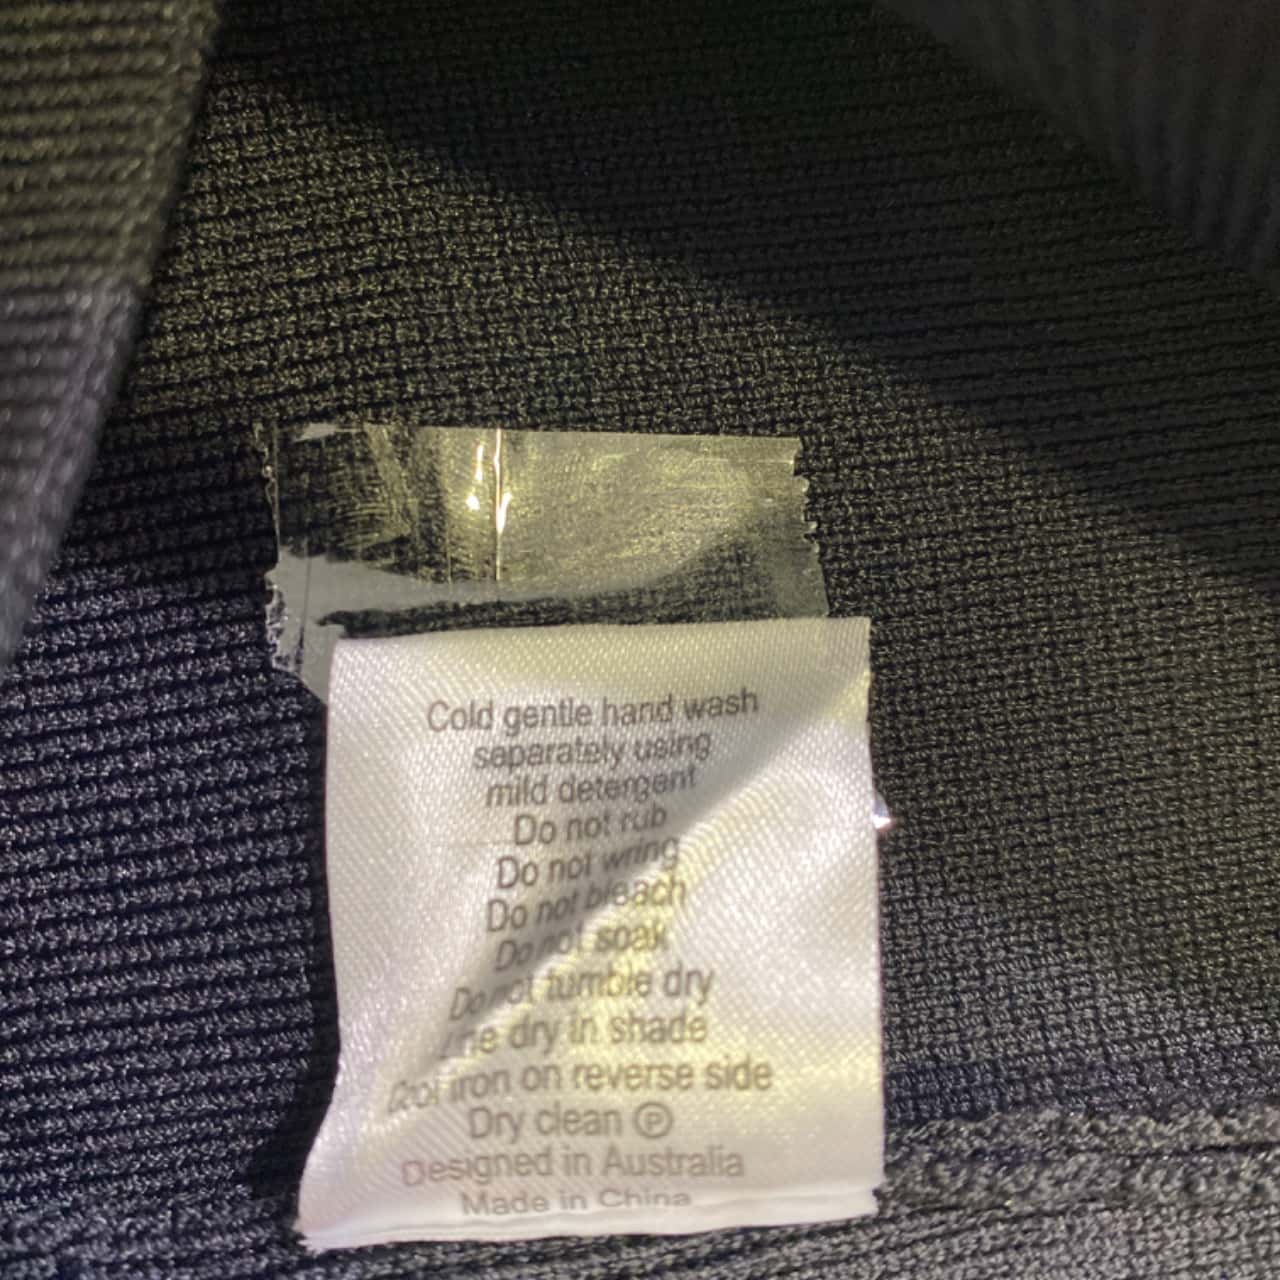 Cold gentle hand wash
separately using
mild detergent
Do not rub
Do not wring
Do not bleach
Do not soak
Do not tumble dry
Line dry in shade
Cool iron on reverse side
Dry clean Ⓟ
Designed in Australia
Made in China